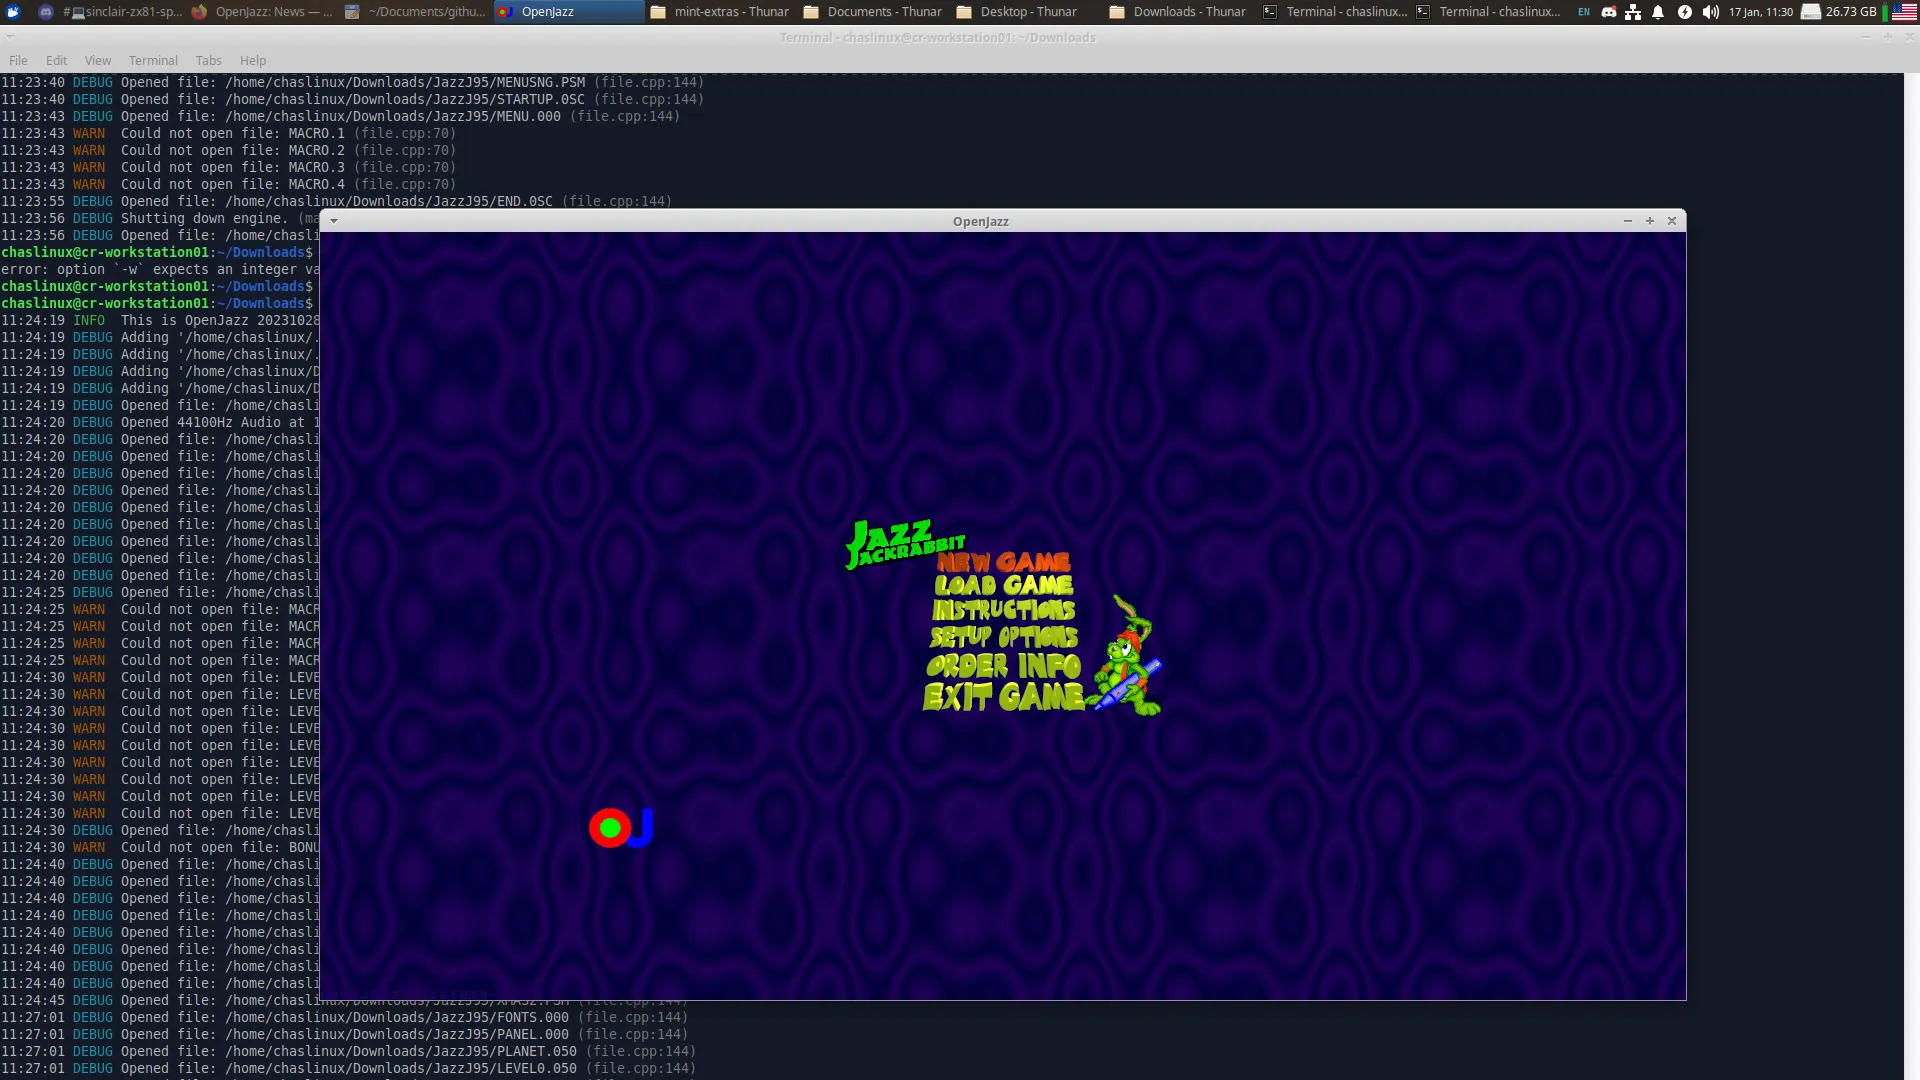 #💻sinclair-zx81-sp... OpenJazz: News — ... ~/Documents/githu... OpenJazz mint-extras - Thunar Documents - Thunar Desktop - Thunar Downloads - Thunar Terminal - chaslinux... Terminal - chaslinux... EN 17 Jan, 11:30 26.73 GB
Terminal - chaslinux@cr-workstation01: ~/Downloads
File Edit View Terminal Tabs Help
11:23:40 DEBUG Opened file: /home/chaslinux/Downloads/JazzJ95/MENUSNG.PSM (file.cpp:144)
11:23:40 DEBUG Opened file: /home/chaslinux/Downloads/JazzJ95/STARTUP.0SC (file.cpp:144)
11:23:43 DEBUG Opened file: /home/chaslinux/Downloads/JazzJ95/MENU.000 (file.cpp:144)
11:23:43 WARN Could not open file: MACRO.1 (file.cpp:70)
11:23:43 WARN Could not open file: MACRO.2 (file.cpp:70)
11:23:43 WARN Could not open file: MACRO.3 (file.cpp:70)
11:23:43 WARN Could not open file: MACRO.4 (file.cpp:70)
11:23:55 DEBUG Opened file: /home/chaslinux/Downloads/JazzJ95/END.0SC (file.cpp:144)
11:23:56 DEBUG Shutting down engine. (ma
11:23:56 DEBUG Opened file: /home/chasli
chaslinux@cr-workstation01:~/Downloads$
error: option `-w` expects an integer va
chaslinux@cr-workstation01:~/Downloads$
chaslinux@cr-workstation01:~/Downloads$
11:24:19 INFO This is OpenJazz 20231028
11:24:19 DEBUG Adding '/home/chaslinux/.
11:24:19 DEBUG Adding '/home/chaslinux/.
11:24:19 DEBUG Adding '/home/chaslinux/D
11:24:19 DEBUG Adding '/home/chaslinux/D
11:24:19 DEBUG Opened file: /home/chasli
11:24:20 DEBUG Opened 44100Hz Audio at 1
11:24:20 DEBUG Opened file: /home/chasli
11:24:20 DEBUG Opened file: /home/chasli
11:24:20 DEBUG Opened file: /home/chasli
11:24:20 DEBUG Opened file: /home/chasli
11:24:20 DEBUG Opened file: /home/chasli
11:24:20 DEBUG Opened file: /home/chasli
11:24:20 DEBUG Opened file: /home/chasli
11:24:20 DEBUG Opened file: /home/chasli
11:24:20 DEBUG Opened file: /home/chasli
11:24:25 DEBUG Opened file: /home/chasli
11:24:25 WARN Could not open file: MACR
11:24:25 WARN Could not open file: MACR
11:24:25 WARN Could not open file: MACR
11:24:25 WARN Could not open file: MACR
11:24:30 WARN Could not open file: LEVE
11:24:30 WARN Could not open file: LEVE
11:24:30 WARN Could not open file: LEVE
11:24:30 WARN Could not open file: LEVE
11:24:30 WARN Could not open file: LEVE
11:24:30 WARN Could not open file: LEVE
11:24:30 WARN Could not open file: LEVE
11:24:30 WARN Could not open file: LEVE
11:24:30 WARN Could not open file: LEVE
11:24:30 DEBUG Opened file: /home/chasli
11:24:30 WARN Could not open file: BONU
11:24:40 DEBUG Opened file: /home/chasli
11:24:40 DEBUG Opened file: /home/chasli
11:24:40 DEBUG Opened file: /home/chasli
11:24:40 DEBUG Opened file: /home/chasli
11:24:40 DEBUG Opened file: /home/chasli
11:24:40 DEBUG Opened file: /home/chasli
11:24:40 DEBUG Opened file: /home/chasli
11:24:40 DEBUG Opened file: /home/chasli
11:24:45 DEBUG Opened file: /home/chaslinux/Downloads/JazzJ95/XMAS2.PSM (file.cpp:144)
11:27:01 DEBUG Opened file: /home/chaslinux/Downloads/JazzJ95/FONTS.000 (file.cpp:144)
11:27:01 DEBUG Opened file: /home/chaslinux/Downloads/JazzJ95/PANEL.000 (file.cpp:144)
11:27:01 DEBUG Opened file: /home/chaslinux/Downloads/JazzJ95/PLANET.050 (file.cpp:144)
11:27:01 DEBUG Opened file: /home/chaslinux/Downloads/JazzJ95/LEVEL0.050 (file.cpp:144)
OpenJazz
JAZZ
JACKRABBIT
NEW GAME
LOAD GAME
INSTRUCTIONS
SETUP OPTIONS
ORDER INFO
EXIT GAME
OJ